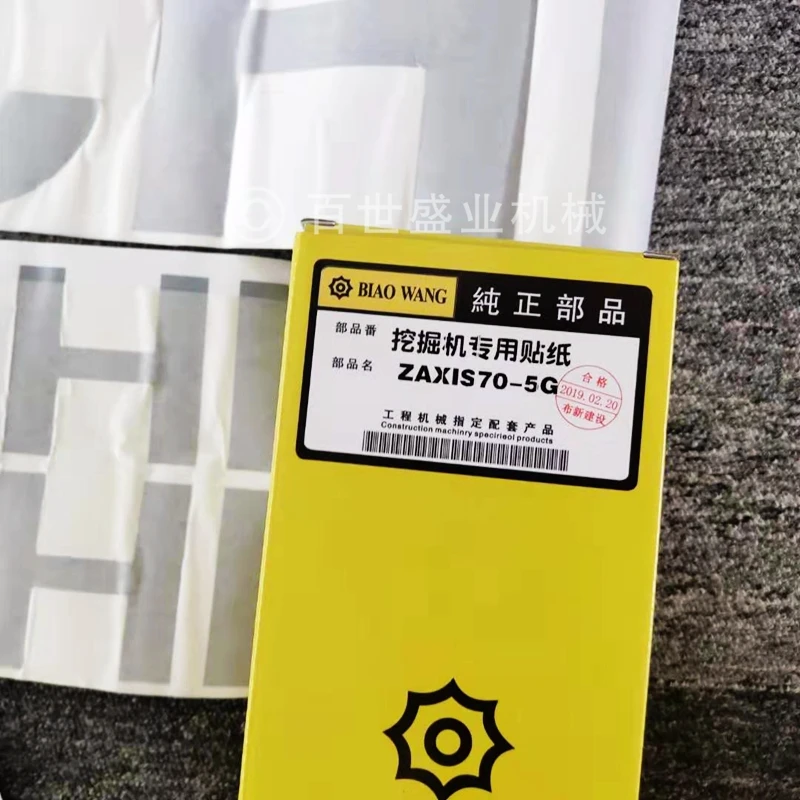 © 百世盛业机械
BIAO WANG 純正部品
部品番 挖掘机专用贴纸
部品名 ZAXIS70-5G
合格
2019.02.20
布新建设
工程机械指定配套产品
Construction machinry specirieol products
HI
HI